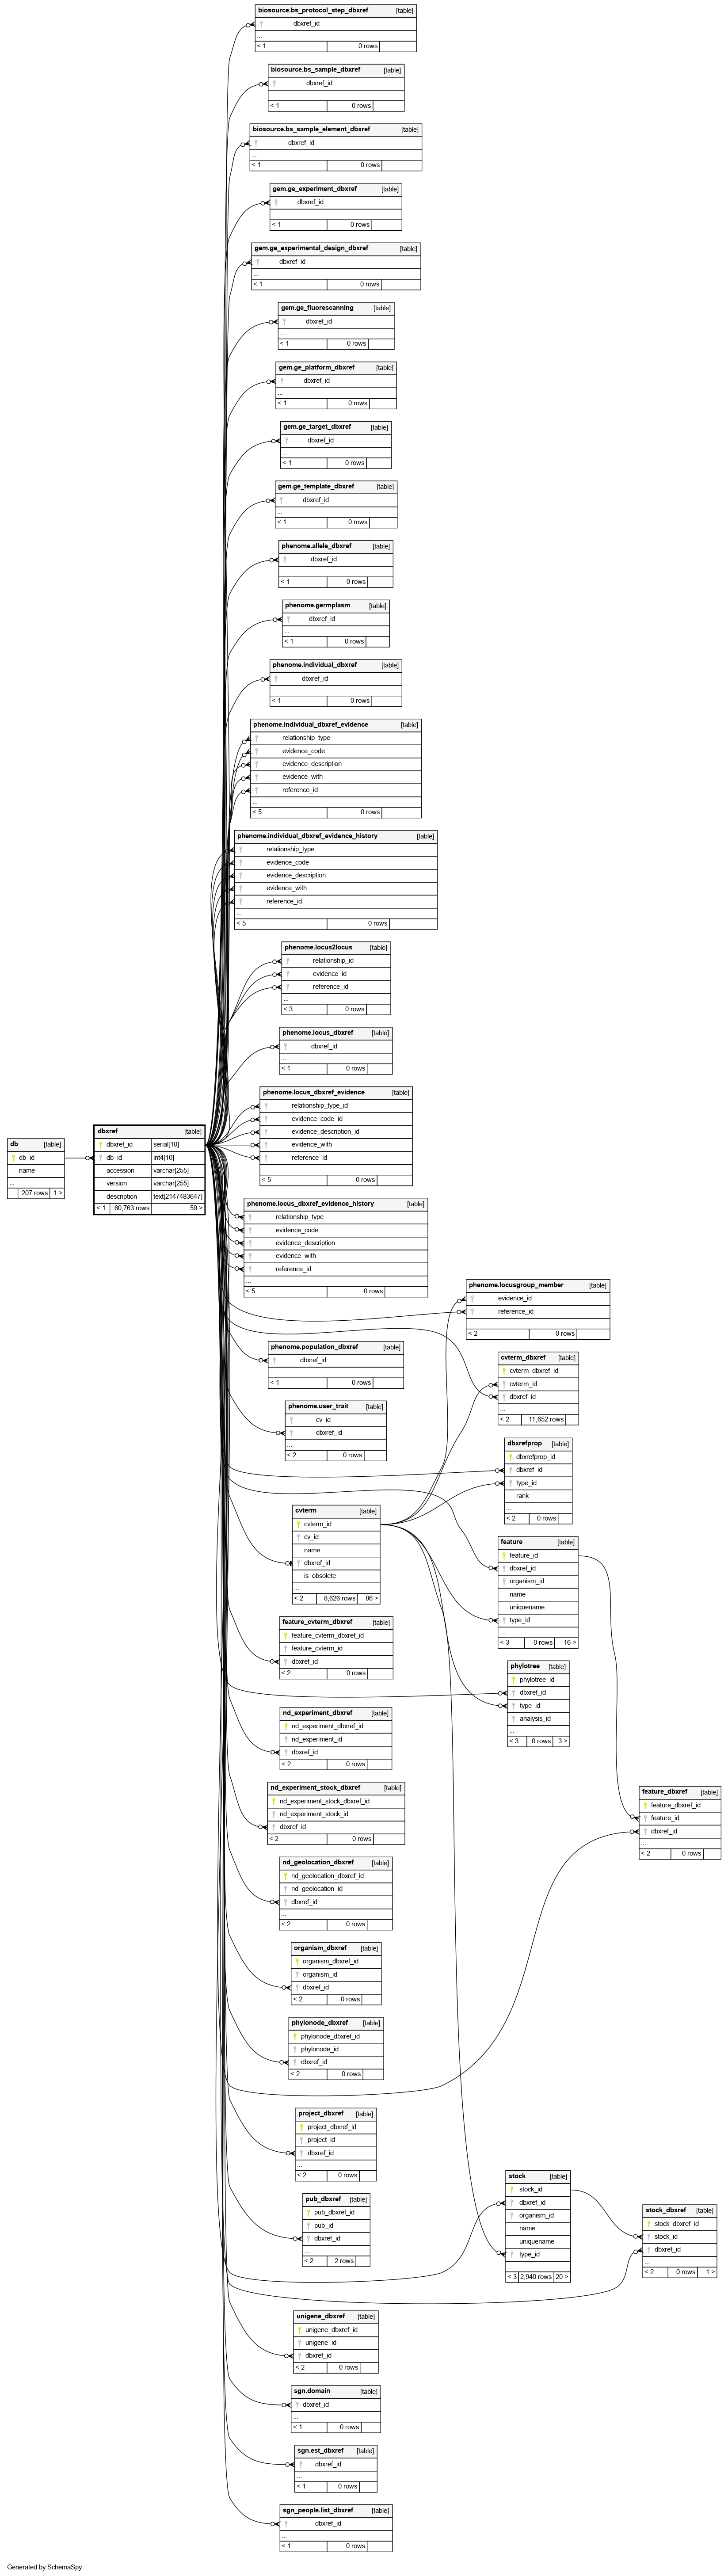 biosource.bs_protocol_step_dbxref [table]
dbxref_id
...
< 1 0 rows
biosource.bs_sample_dbxref [table]
dbxref_id
...
< 1 0 rows
biosource.bs_sample_element_dbxref [table]
dbxref_id
...
< 1 0 rows
gem.ge_experiment_dbxref [table]
dbxref_id
...
< 1 0 rows
gem.ge_experimental_design_dbxref [table]
dbxref_id
...
< 1 0 rows
gem.ge_fluorescanning [table]
dbxref_id
...
< 1 0 rows
gem.ge_platform_dbxref [table]
dbxref_id
...
< 1 0 rows
gem.ge_target_dbxref [table]
dbxref_id
...
< 1 0 rows
gem.ge_template_dbxref [table]
dbxref_id
...
< 1 0 rows
phenome.allele_dbxref [table]
dbxref_id
...
< 1 0 rows
phenome.germplasm [table]
dbxref_id
...
< 1 0 rows
phenome.individual_dbxref [table]
dbxref_id
...
< 1 0 rows
phenome.individual_dbxref_evidence [table]
relationship_type
evidence_code
evidence_description
evidence_with
reference_id
...
< 5 0 rows
phenome.individual_dbxref_evidence_history [table]
relationship_type
evidence_code
evidence_description
evidence_with
reference_id
...
< 5 0 rows
phenome.locus2locus [table]
relationship_id
evidence_id
reference_id
...
< 3 0 rows
phenome.locus_dbxref [table]
dbxref_id
...
< 1 0 rows
phenome.locus_dbxref_evidence [table]
relationship_type_id
evidence_code_id
evidence_description_id
evidence_with
reference_id
...
< 5 0 rows
db [table]
db_id
name
...
207 rows 1 >
dbxref [table]
dbxref_id serial[10]
db_id int4[10]
accession varchar[255]
version varchar[255]
description text[2147483647]
< 1 60,763 rows 59 >
phenome.locus_dbxref_evidence_history [table]
relationship_type
evidence_code
evidence_description
evidence_with
reference_id
...
< 5 0 rows
phenome.locusgroup_member [table]
evidence_id
reference_id
...
< 2 0 rows
phenome.population_dbxref [table]
dbxref_id
...
< 1 0 rows
cvterm_dbxref [table]
cvterm_dbxref_id
cvterm_id
dbxref_id
...
< 2 11,652 rows
phenome.user_trait [table]
cv_id
dbxref_id
...
< 2 0 rows
dbxrefprop [table]
dbxrefprop_id
dbxref_id
type_id
rank
...
< 2 0 rows
cvterm [table]
cvterm_id
cv_id
name
dbxref_id
is_obsolete
...
< 2 8,626 rows 86 >
feature [table]
feature_id
dbxref_id
organism_id
name
uniquename
type_id
...
< 3 0 rows 16 >
feature_cvterm_dbxref [table]
feature_cvterm_dbxref_id
feature_cvterm_id
dbxref_id
< 2 0 rows
phylotree [table]
phylotree_id
dbxref_id
type_id
analysis_id
...
< 3 0 rows 3 >
nd_experiment_dbxref [table]
nd_experiment_dbxref_id
nd_experiment_id
dbxref_id
< 2 0 rows
nd_experiment_stock_dbxref [table]
nd_experiment_stock_dbxref_id
nd_experiment_stock_id
dbxref_id
< 2 0 rows
feature_dbxref [table]
feature_dbxref_id
feature_id
dbxref_id
...
< 2 0 rows
nd_geolocation_dbxref [table]
nd_geolocation_dbxref_id
nd_geolocation_id
dbxref_id
...
< 2 0 rows
organism_dbxref [table]
organism_dbxref_id
organism_id
dbxref_id
< 2 0 rows
phylonode_dbxref [table]
phylonode_dbxref_id
phylonode_id
dbxref_id
< 2 0 rows
project_dbxref [table]
project_dbxref_id
project_id
dbxref_id
...
< 2 0 rows
stock [table]
stock_id
dbxref_id
organism_id
name
uniquename
type_id
...
< 3 2,940 rows 20 >
pub_dbxref [table]
pub_dbxref_id
pub_id
dbxref_id
...
< 2 2 rows
stock_dbxref [table]
stock_dbxref_id
stock_id
dbxref_id
...
< 2 0 rows 1 >
unigene_dbxref [table]
unigene_dbxref_id
unigene_id
dbxref_id
< 2 0 rows
sgn.domain [table]
dbxref_id
...
< 1 0 rows
sgn.est_dbxref [table]
dbxref_id
...
< 1 0 rows
sgn_people.list_dbxref [table]
dbxref_id
...
< 1 0 rows
Generated by SchemaSpy